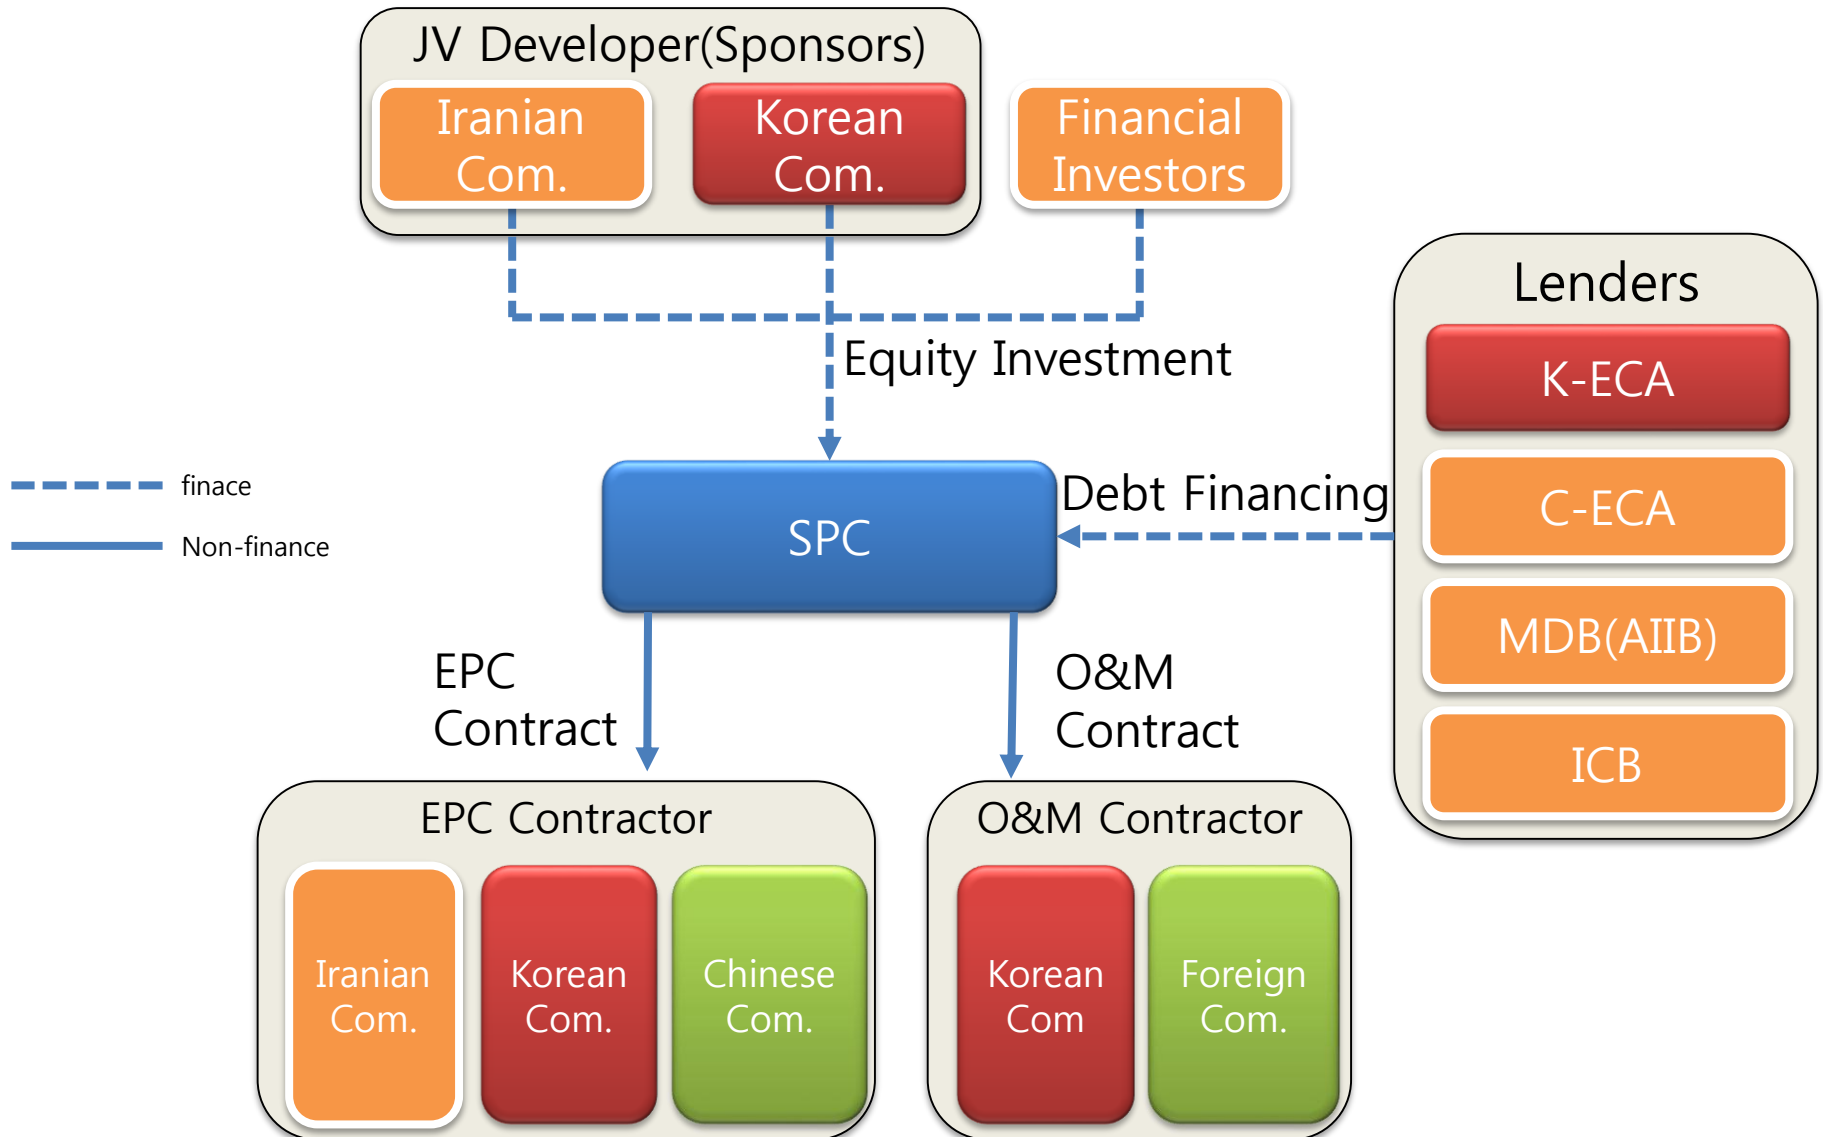 JV Developer(Sponsors)
Iranian
Com.
Korean
Com.
Financial
Investors
Equity Investment
Lenders
K-ECA
C-ECA
MDB(AIIB)
ICB
finace
Non-finance
SPC
Debt Financing
EPC
Contract
O&M
Contract
EPC Contractor
Iranian
Com.
Korean
Com.
Chinese
Com.
O&M Contractor
Korean
Com
Foreign
Com.